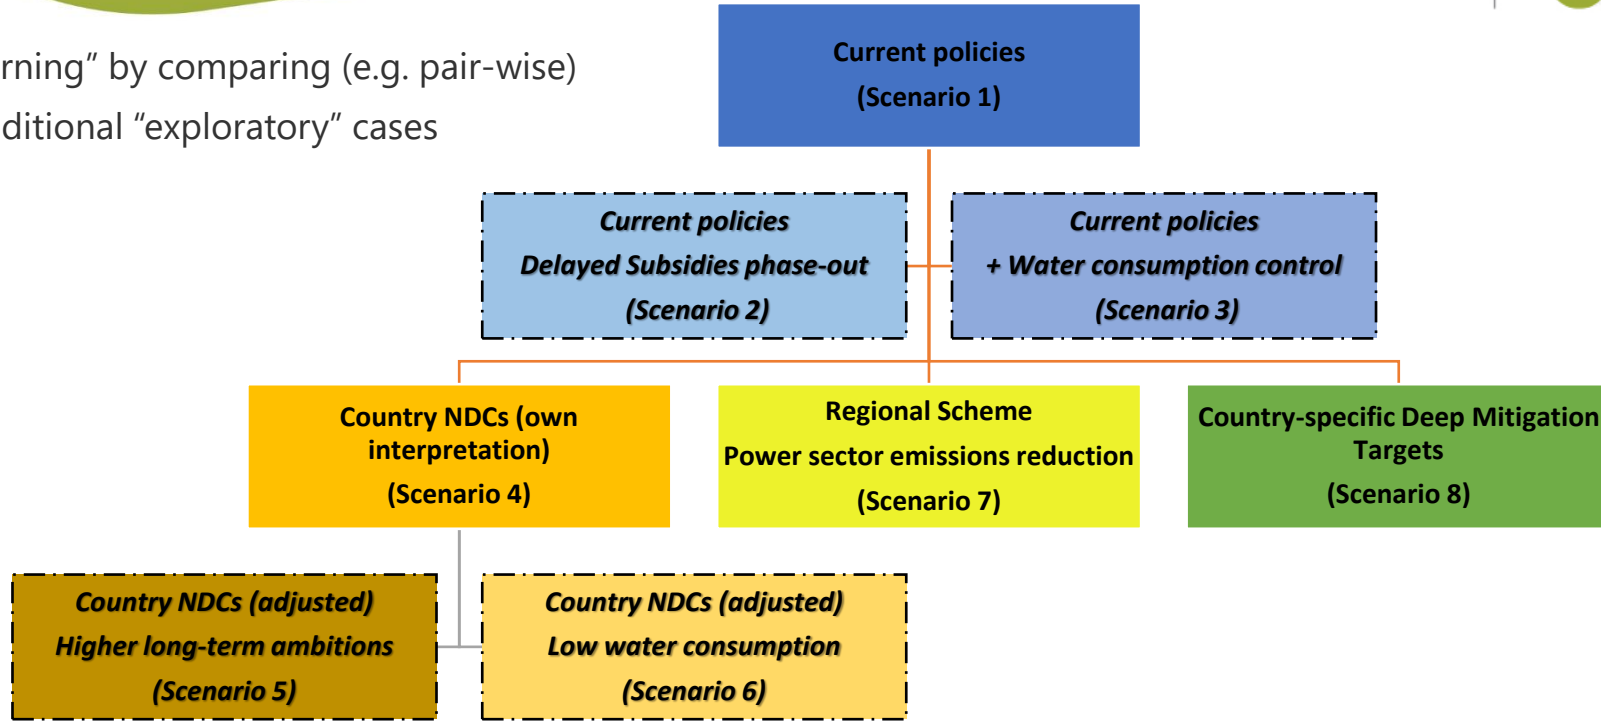 rning” by comparing (e.g. pair-wise)
ditional “exploratory” cases
Current policies
(Scenario 1)
Current policies
Delayed Subsidies phase-out
(Scenario 2)
Current policies
+ Water consumption control
(Scenario 3)
Country NDCs (own
interpretation)
(Scenario 4)
Regional Scheme
Power sector emissions reduction
(Scenario 7)
Country-specific Deep Mitigation
Targets
(Scenario 8)
Country NDCs (adjusted)
Higher long-term ambitions
(Scenario 5)
Country NDCs (adjusted)
Low water consumption
(Scenario 6)